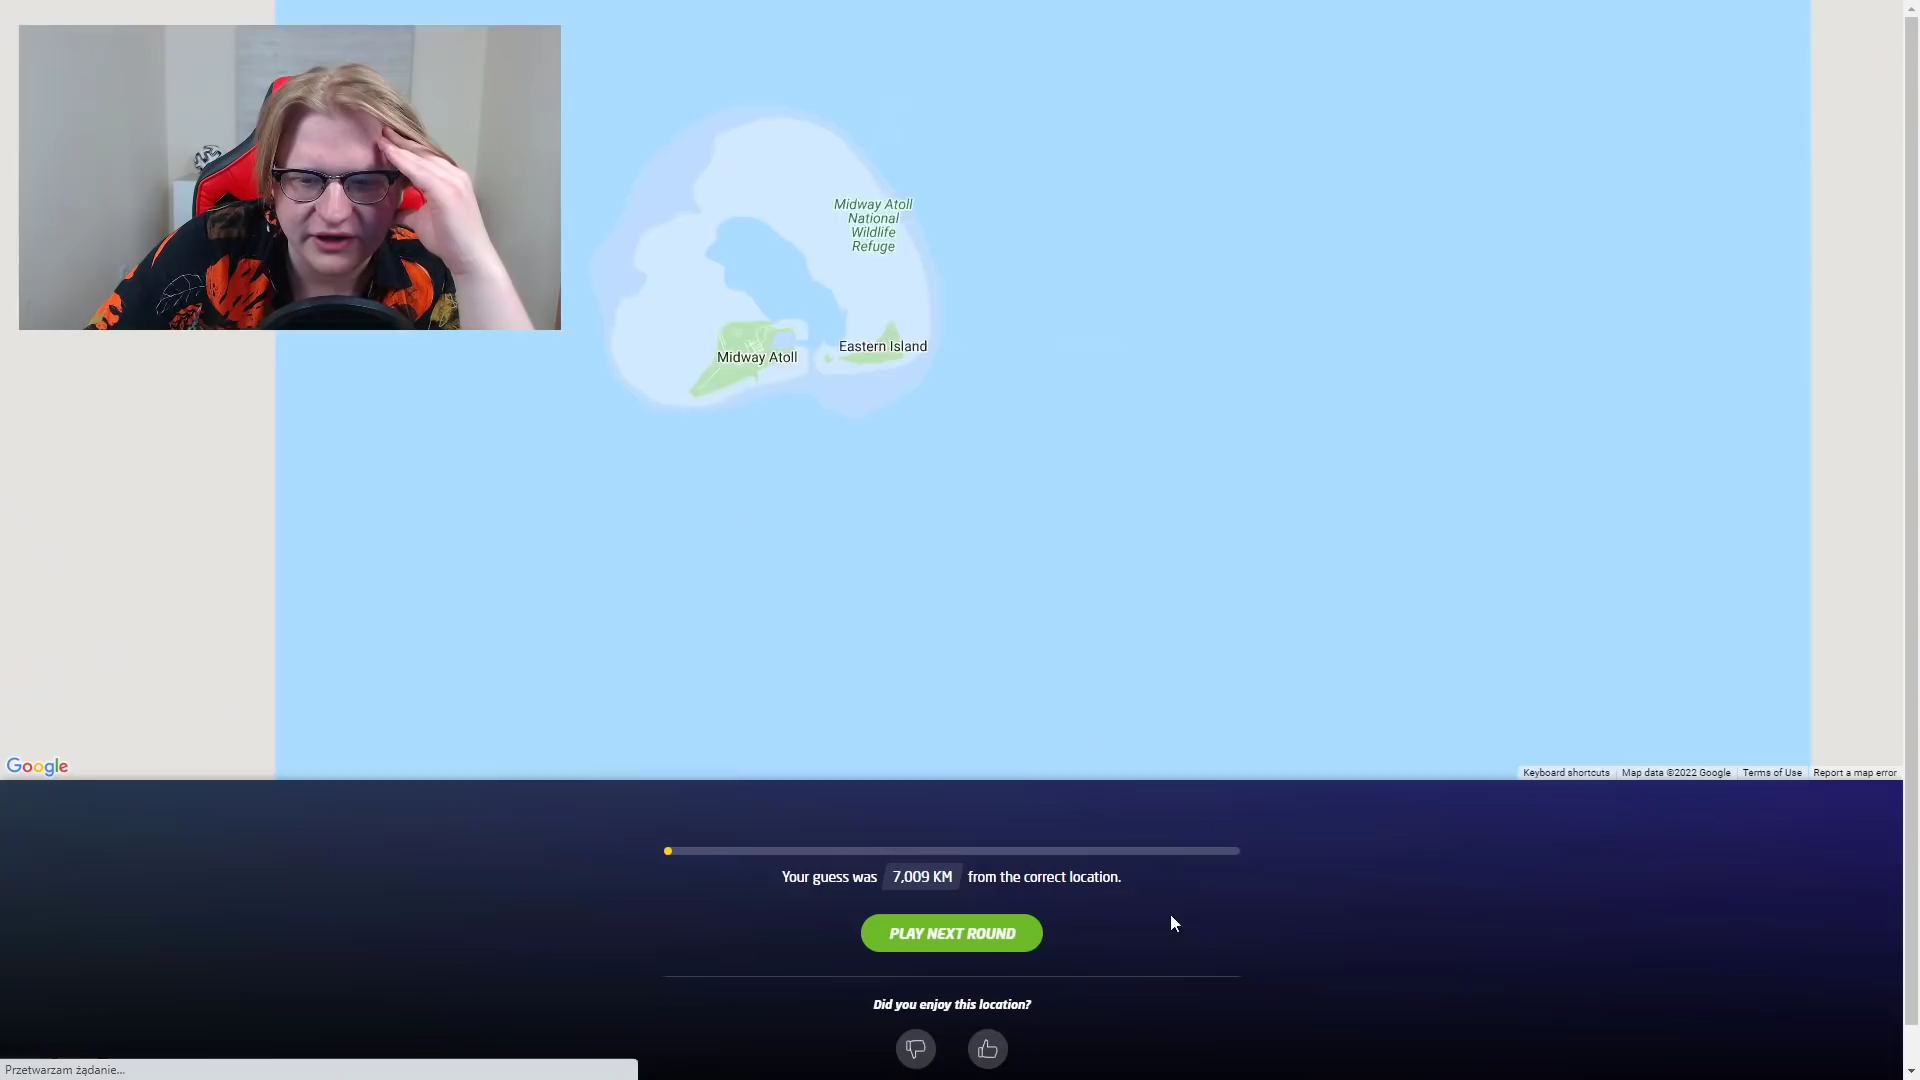 Midway Atoll
National
Wildlife
Refuge
Midway Atoll
Eastern Island
Google
Keyboard shortcuts
Map data ©2022 Google
Terms of Use
Report a map error
Your guess was 7,009 KM from the correct location.
PLAY NEXT ROUND
Did you enjoy this location?
Przetwarzam żądanie...